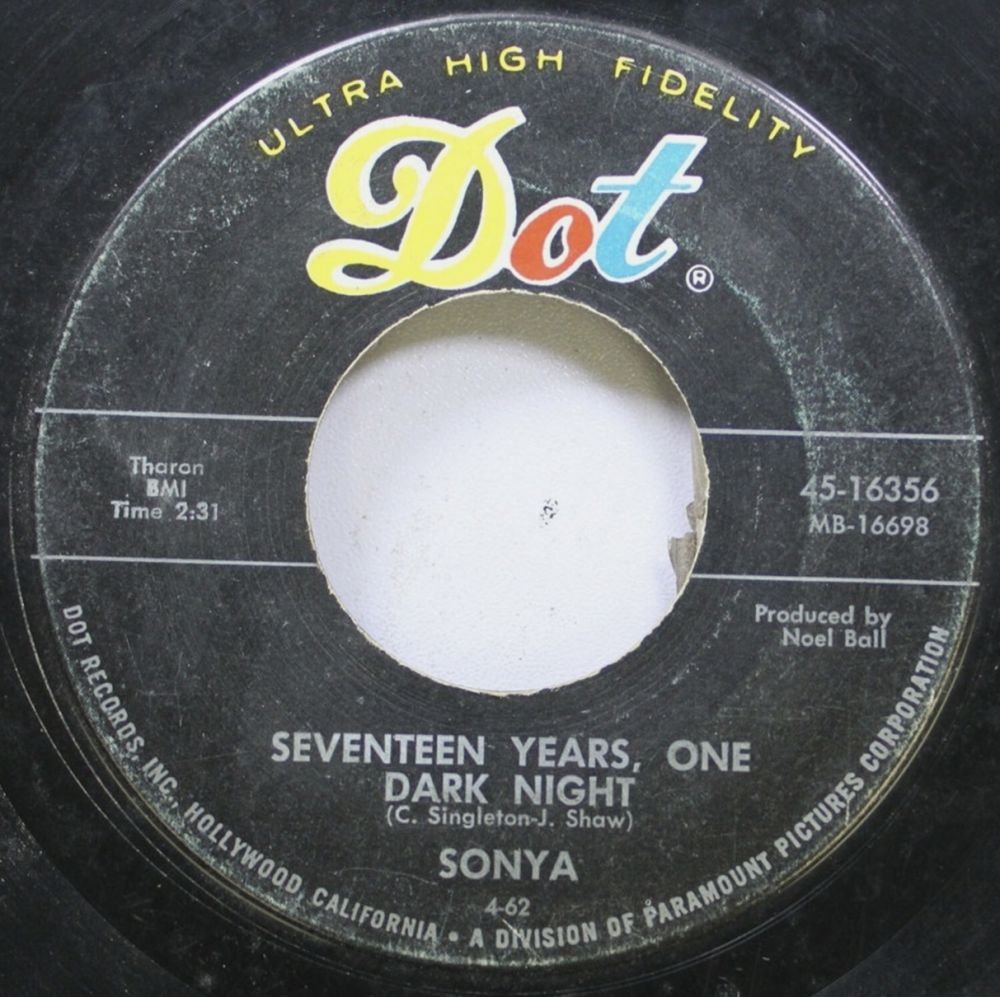 ULTRA HIGH FIDELITY
Dot ®
Tharon
BMI
Time 2:31
45-16356
MB-16698
Produced by
Noel Ball
SEVENTEEN YEARS, ONE
DARK NIGHT
(C. Singleton-J. Shaw)
SONYA
4-62
DOT RECORDS, INC., HOLLYWOOD CALIFORNIA • A DIVISION OF PARAMOUNT PICTURES CORPORATION